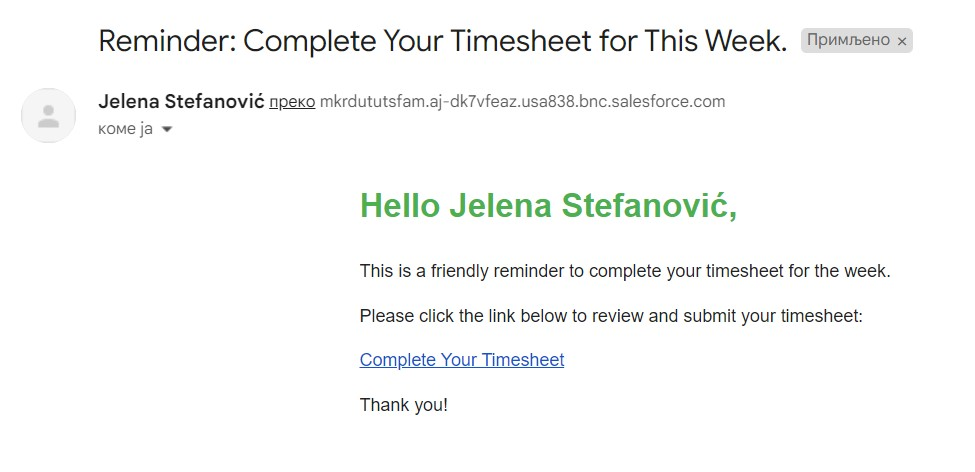 Reminder: Complete Your Timesheet for This Week. Примљено ×
Jelena Stefanović преко mkrdututsfam.aj-dk7vfeaz.usa838.bnc.salesforce.com
коме ја
Hello Jelena Stefanović,
This is a friendly reminder to complete your timesheet for the week.
Please click the link below to review and submit your timesheet:
Complete Your Timesheet
Thank you!